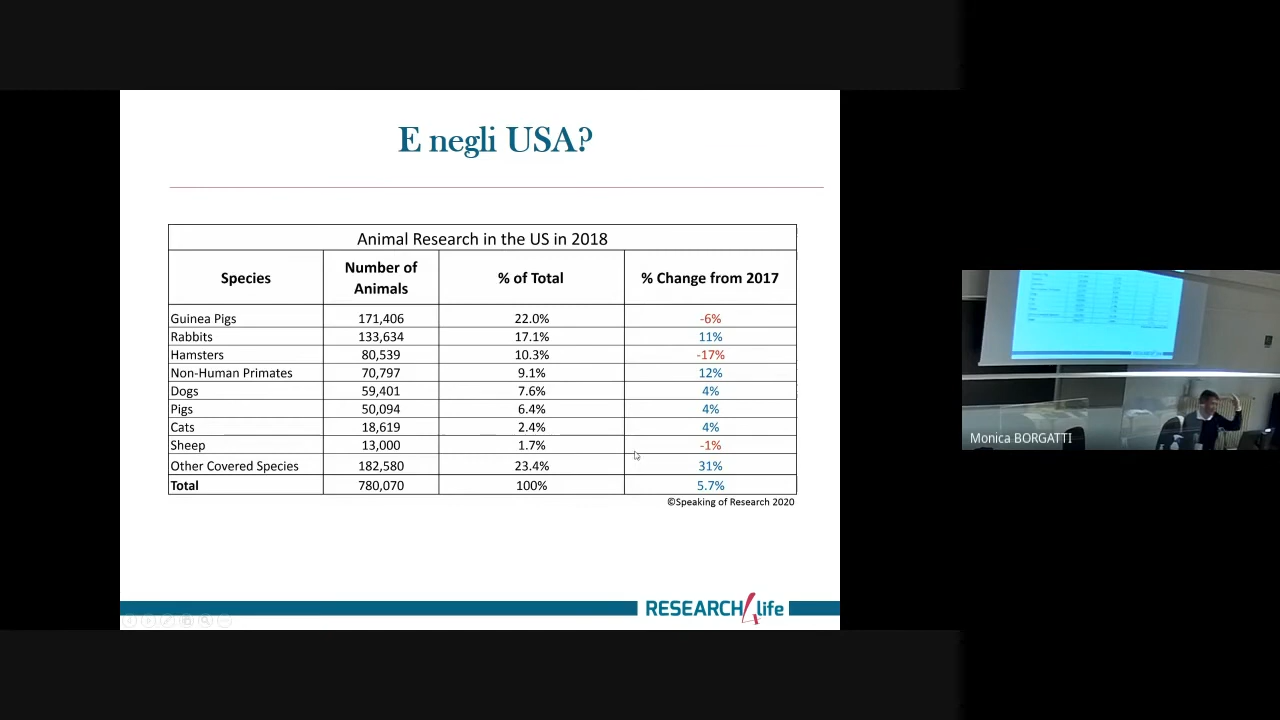 E negli USA?
Animal Research in the US in 2018
Species Number of Animals % of Total % Change from 2017
Guinea Pigs 171,406 22.0% -6%
Rabbits 133,634 17.1% 11%
Hamsters 80,539 10.3% -17%
Non-Human Primates 70,797 9.1% 12%
Dogs 59,401 7.6% 4%
Pigs 50,094 6.4% 4%
Cats 18,619 2.4% 4%
Sheep 13,000 1.7% -1%
Other Covered Species 182,580 23.4% 31%
Total 780,070 100% 5.7%
©Speaking of Research 2020
RESEARCH4life
Monica BORGATTI